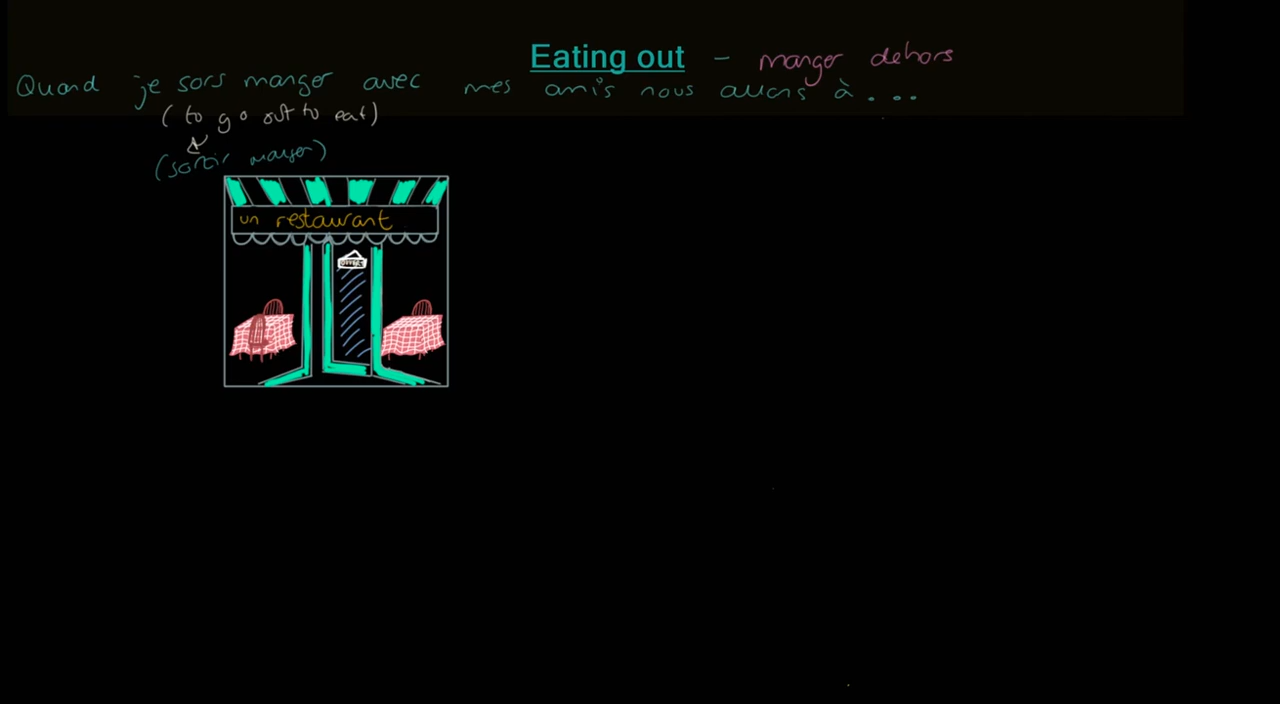 Eating out - manger dehors
Quand je sors manger avec mes amis nous allons à...
(to go out to eat)
(sortir manger)
un restaurant